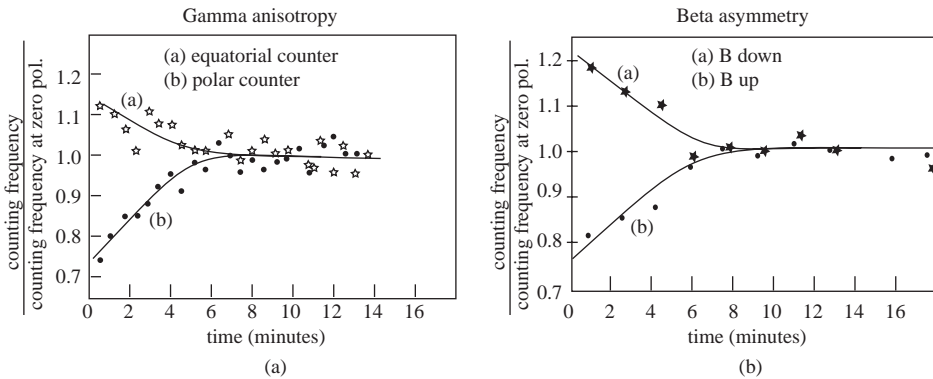 Gamma anisotropy
counting frequency
counting frequency at zero pol.
1.2
1.1
1.0
0.9
0.8
0.7
(a) equatorial counter
(b) polar counter
(a)
(b)
0 2 4 6 8 10 12 14 16
time (minutes)
(a)
Beta asymmetry
counting frequency
counting frequency at zero pol.
1.2
1.1
1.0
0.9
0.8
0.7
(a) B down
(b) B up
(a)
(b)
0 2 4 6 8 10 12 14 16
time (minutes)
(b)